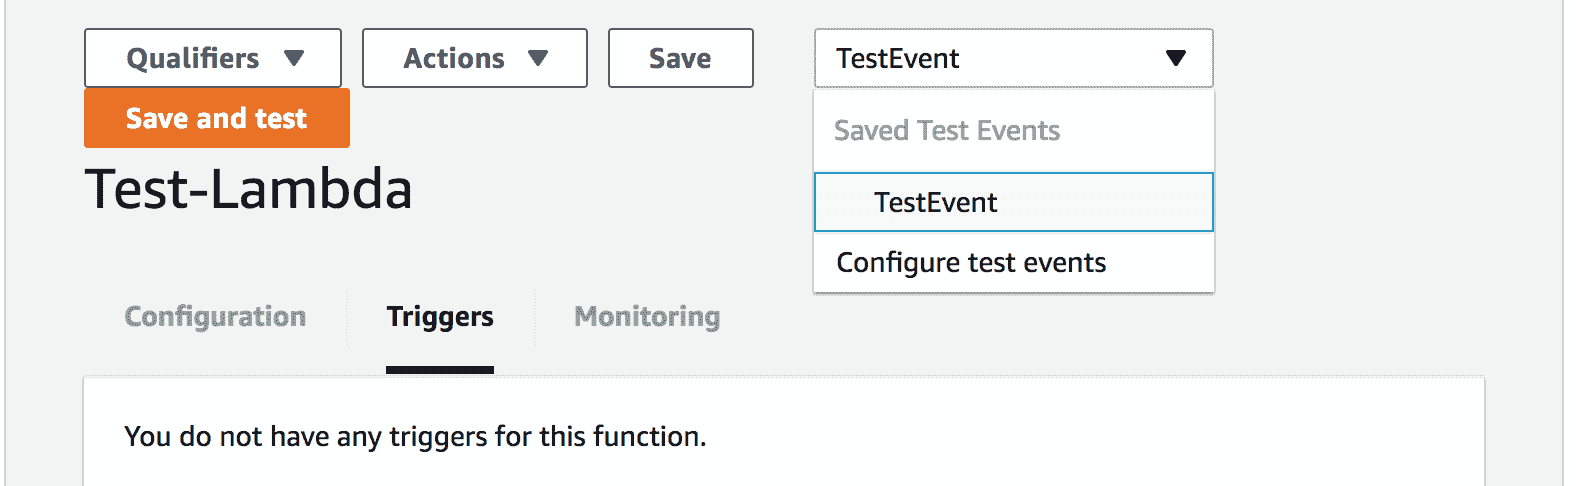 Qualifiers
Actions
Save
TestEvent
Save and test
Saved Test Events
Test-Lambda
TestEvent
Configure test events
Configuration
Triggers
Monitoring
You do not have any triggers for this function.